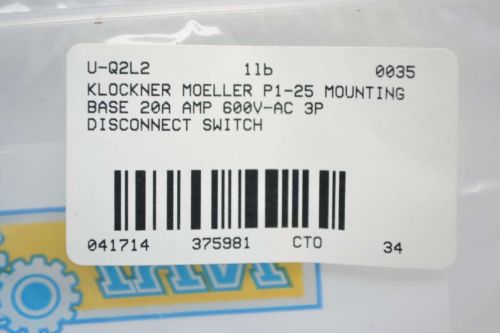 U-Q2L2 1lb 0035
KLOCKNER MOELLER P1-25 MOUNTING
BASE 20A AMP 600V-AC 3P
DISCONNECT SWITCH
041714 375981 CTO 34